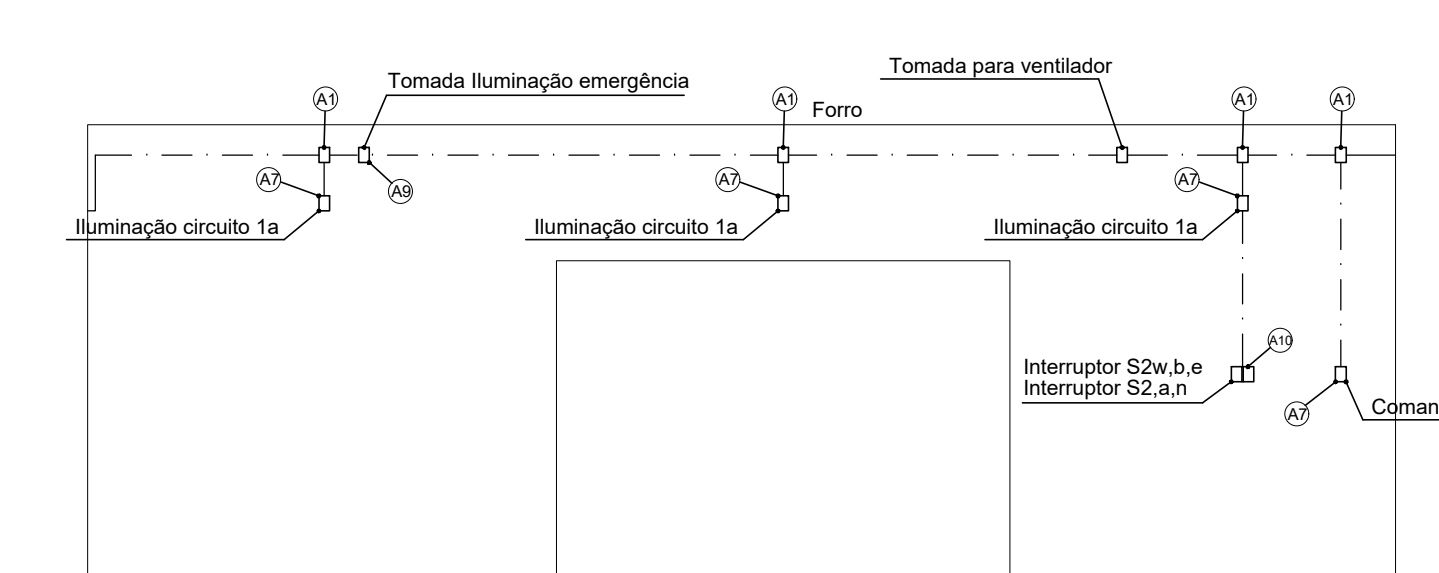 Tomada para ventilador
Tomada Iluminação emergência
A1
A1
A1
A1
Forro
A7
A9
A7
A7
Iluminação circuito 1a
Iluminação circuito 1a
Iluminação circuito 1a
A10
Interruptor S2w,b,e
Interruptor S2,a,n
A7
Coman